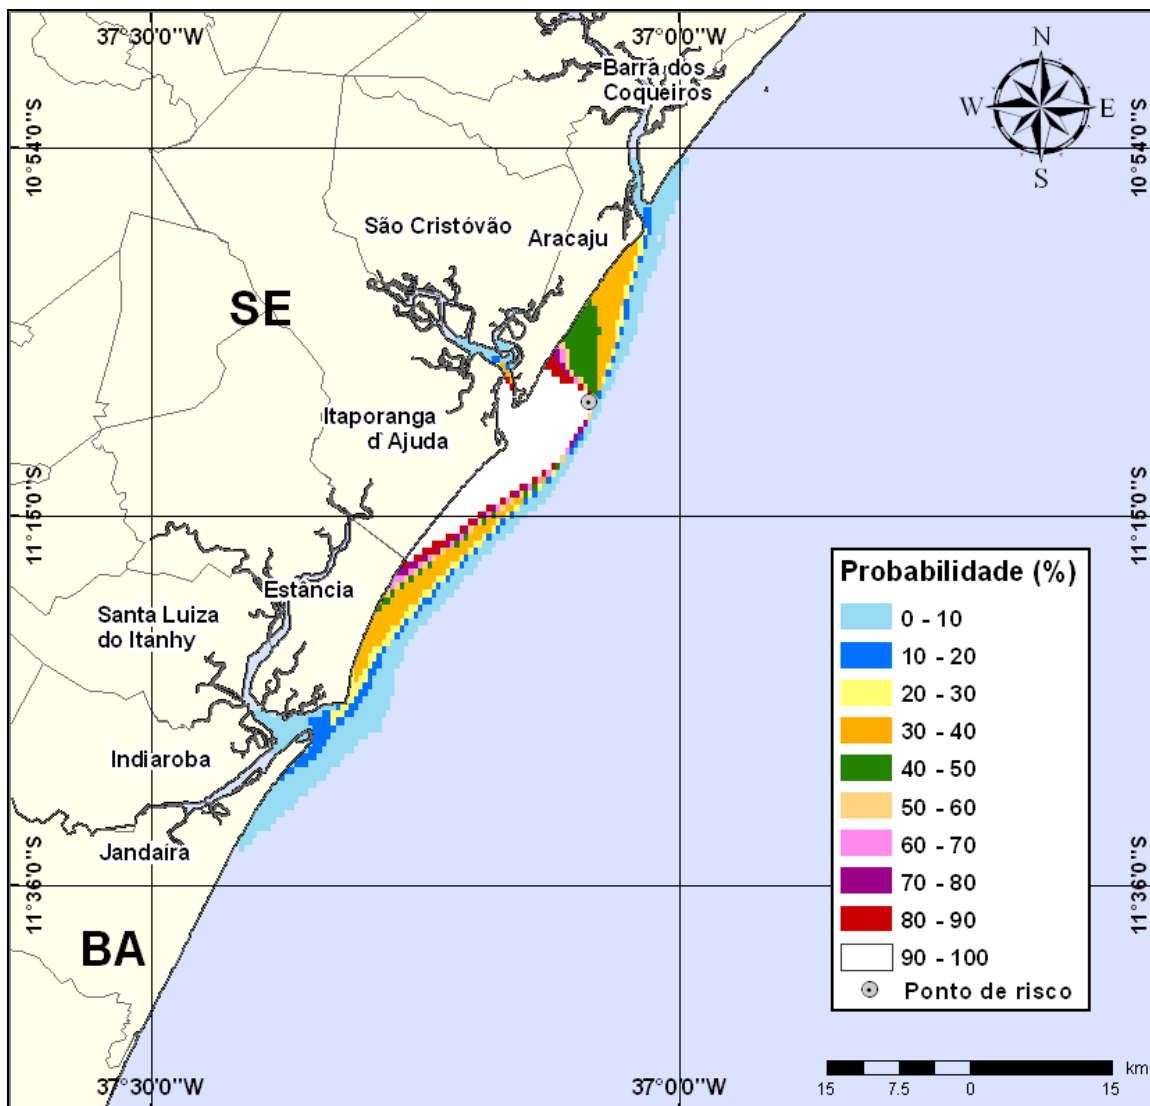 37°30'0''W
37°0'0''W
N
W
E
S
Barra dos
Coqueiros
10°54'0''S
10°54'0''S
São Cristóvão
Aracaju
SE
Itaporanga
d`Ajuda
11°15'0''S
11°15'0''S
Estância
Santa Luiza
do Itanhy
Indiaroba
Jandaíra
11°36'0''S
11°36'0''S
BA
Probabilidade (%)
0 - 10
10 - 20
20 - 30
30 - 40
40 - 50
50 - 60
60 - 70
70 - 80
80 - 90
90 - 100
Ponto de risco
km
15 7.5 0 15
37°30'0''W
37°0'0''W